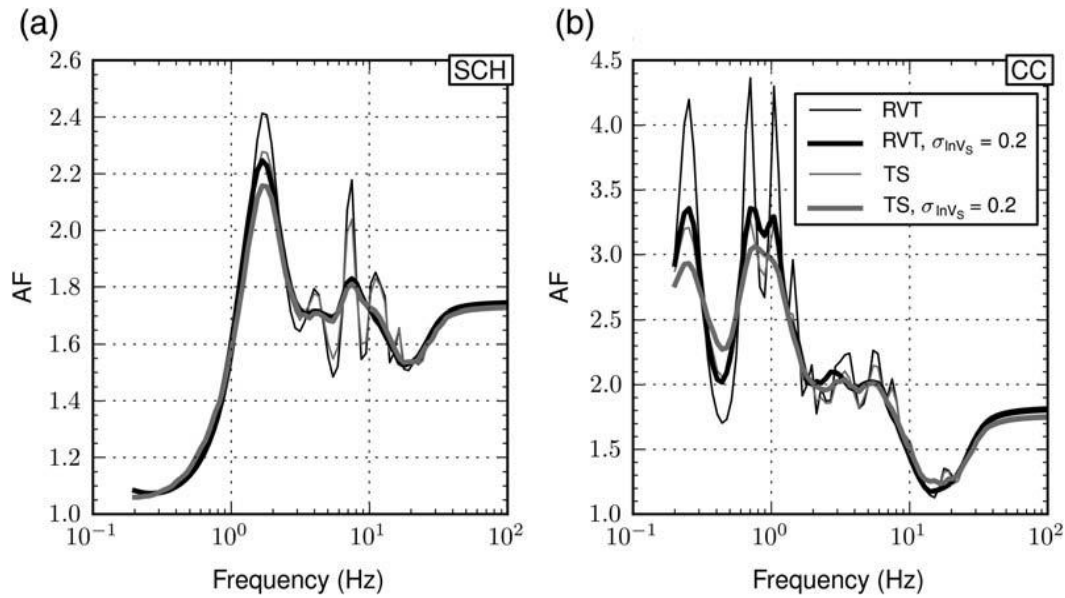 (a)
SCH
2.6
2.4
2.2
2.0
1.8
1.6
1.4
1.2
1.0
AF
10⁻¹
10⁰
10¹
10²
Frequency (Hz)
(b)
CC
4.5
4.0
3.5
3.0
2.5
2.0
1.5
1.0
AF
RVT
RVT, σlnVS = 0.2
TS
TS, σlnVS = 0.2
10⁻¹
10⁰
10¹
10²
Frequency (Hz)